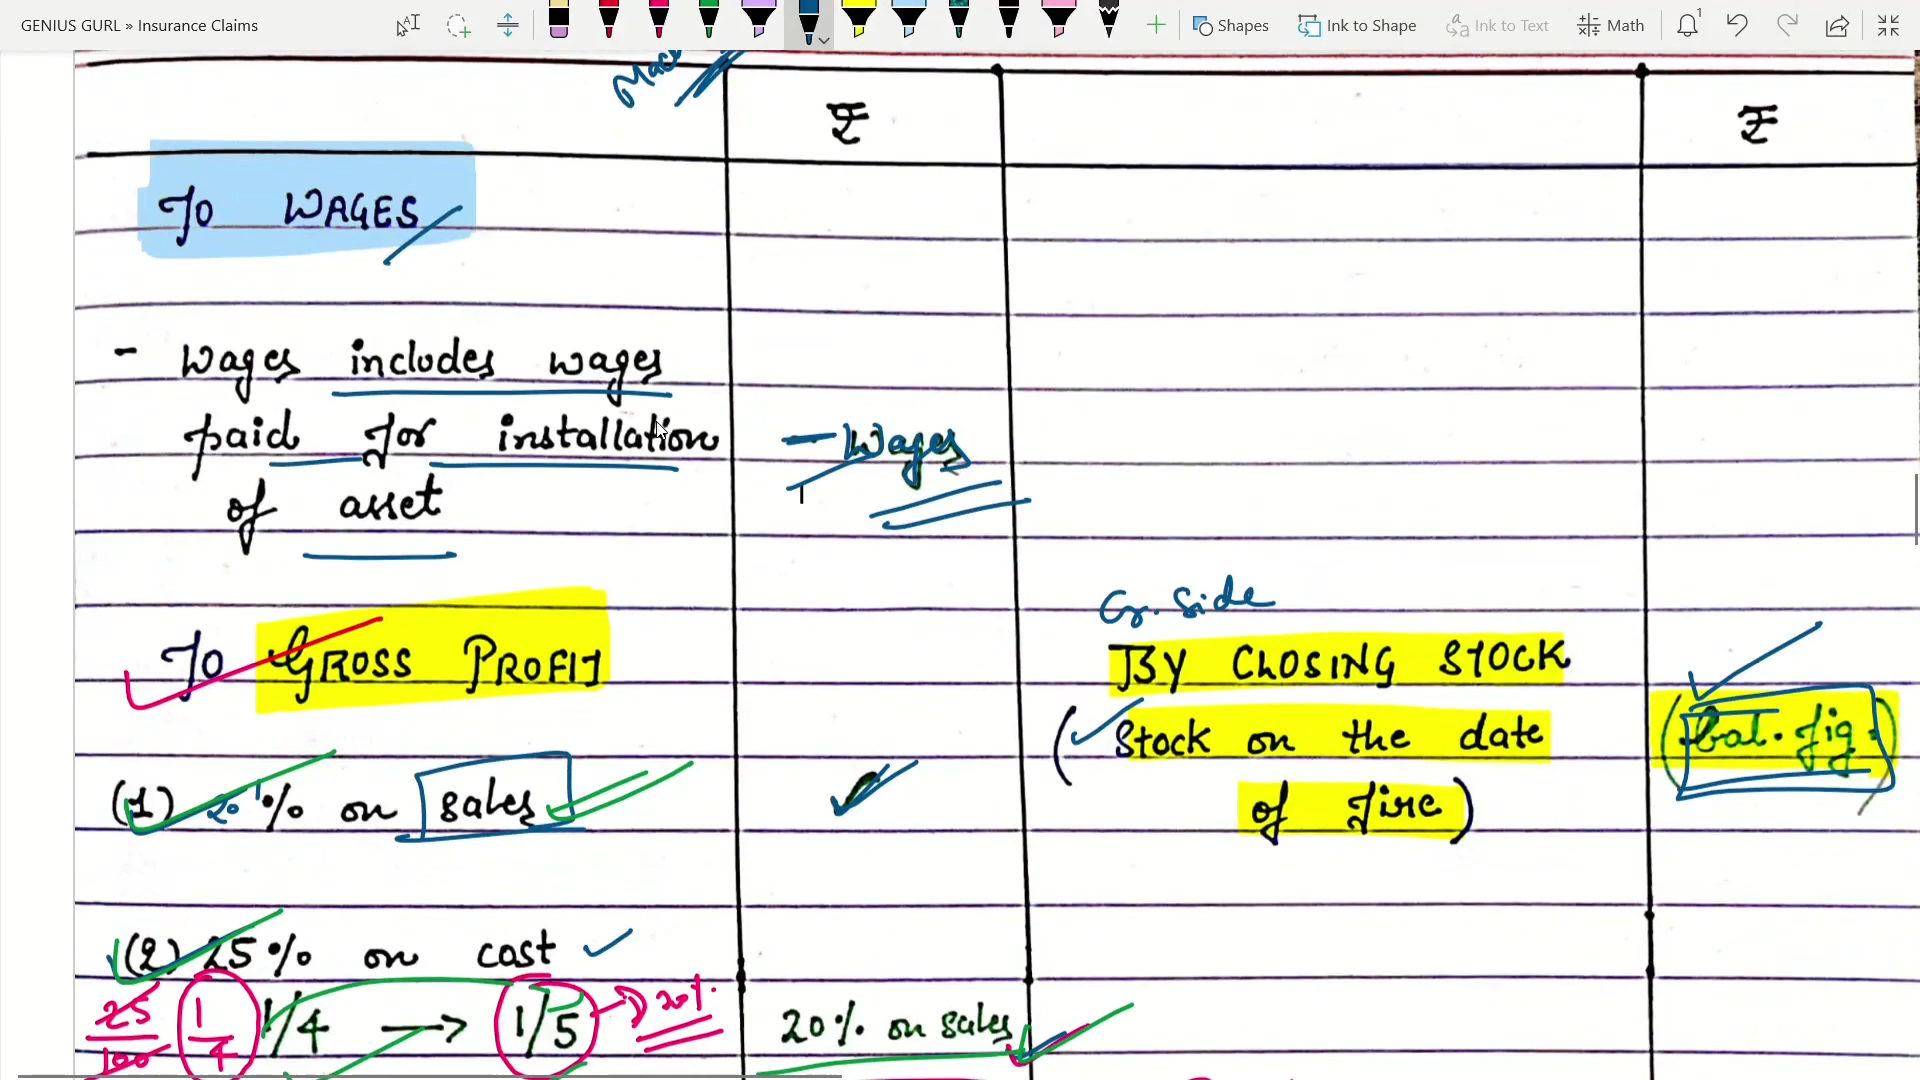 GENIUS GURL » Insurance Claims
Shapes
Ink to Shape
Ink to Text
Math
1
₹
₹
To WAGES
- Wages includes wages
paid for installation
of asset
- Wages
Cr. Side
To GROSS PROFIT
BY CLOSING STOCK
(Stock on the date
of fire)
(bal. fig.)
(1) 20% on sales
(2) 25% on cost
25/100 1/4 1/4 → 1/5 → 20%
20% on sales